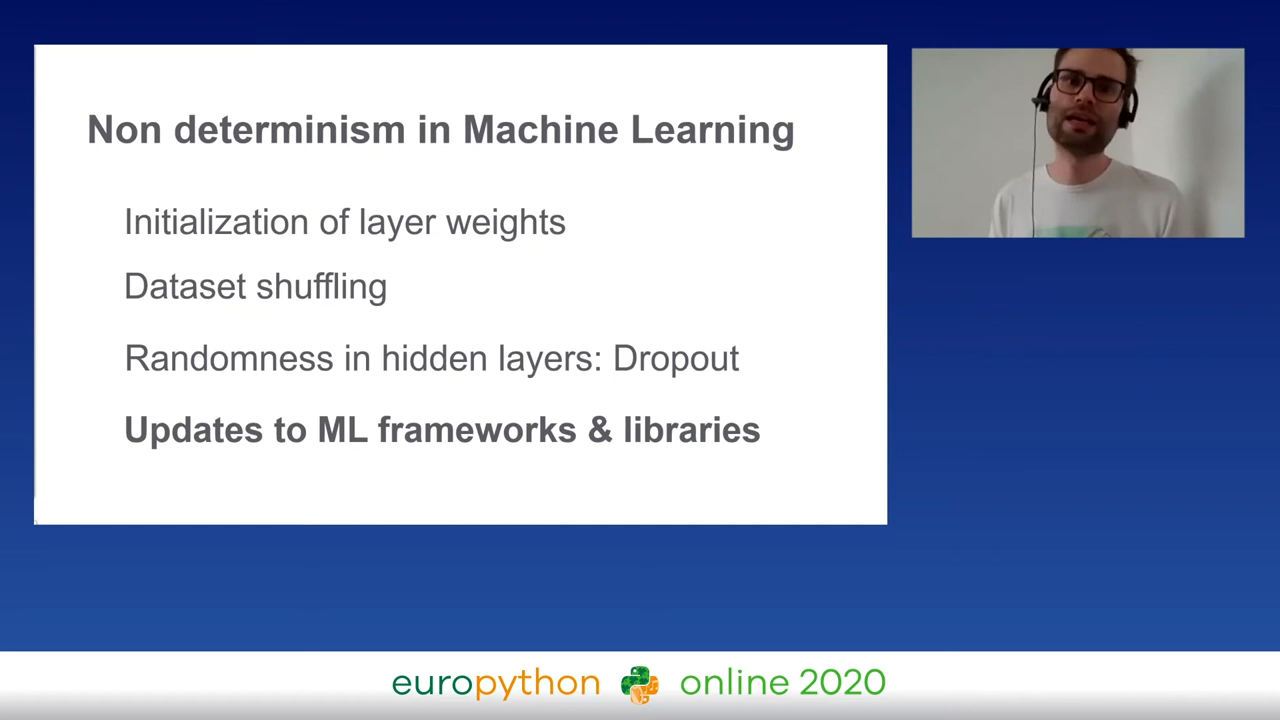 Non determinism in Machine Learning
Initialization of layer weights
Dataset shuffling
Randomness in hidden layers: Dropout
Updates to ML frameworks & libraries
europython online 2020